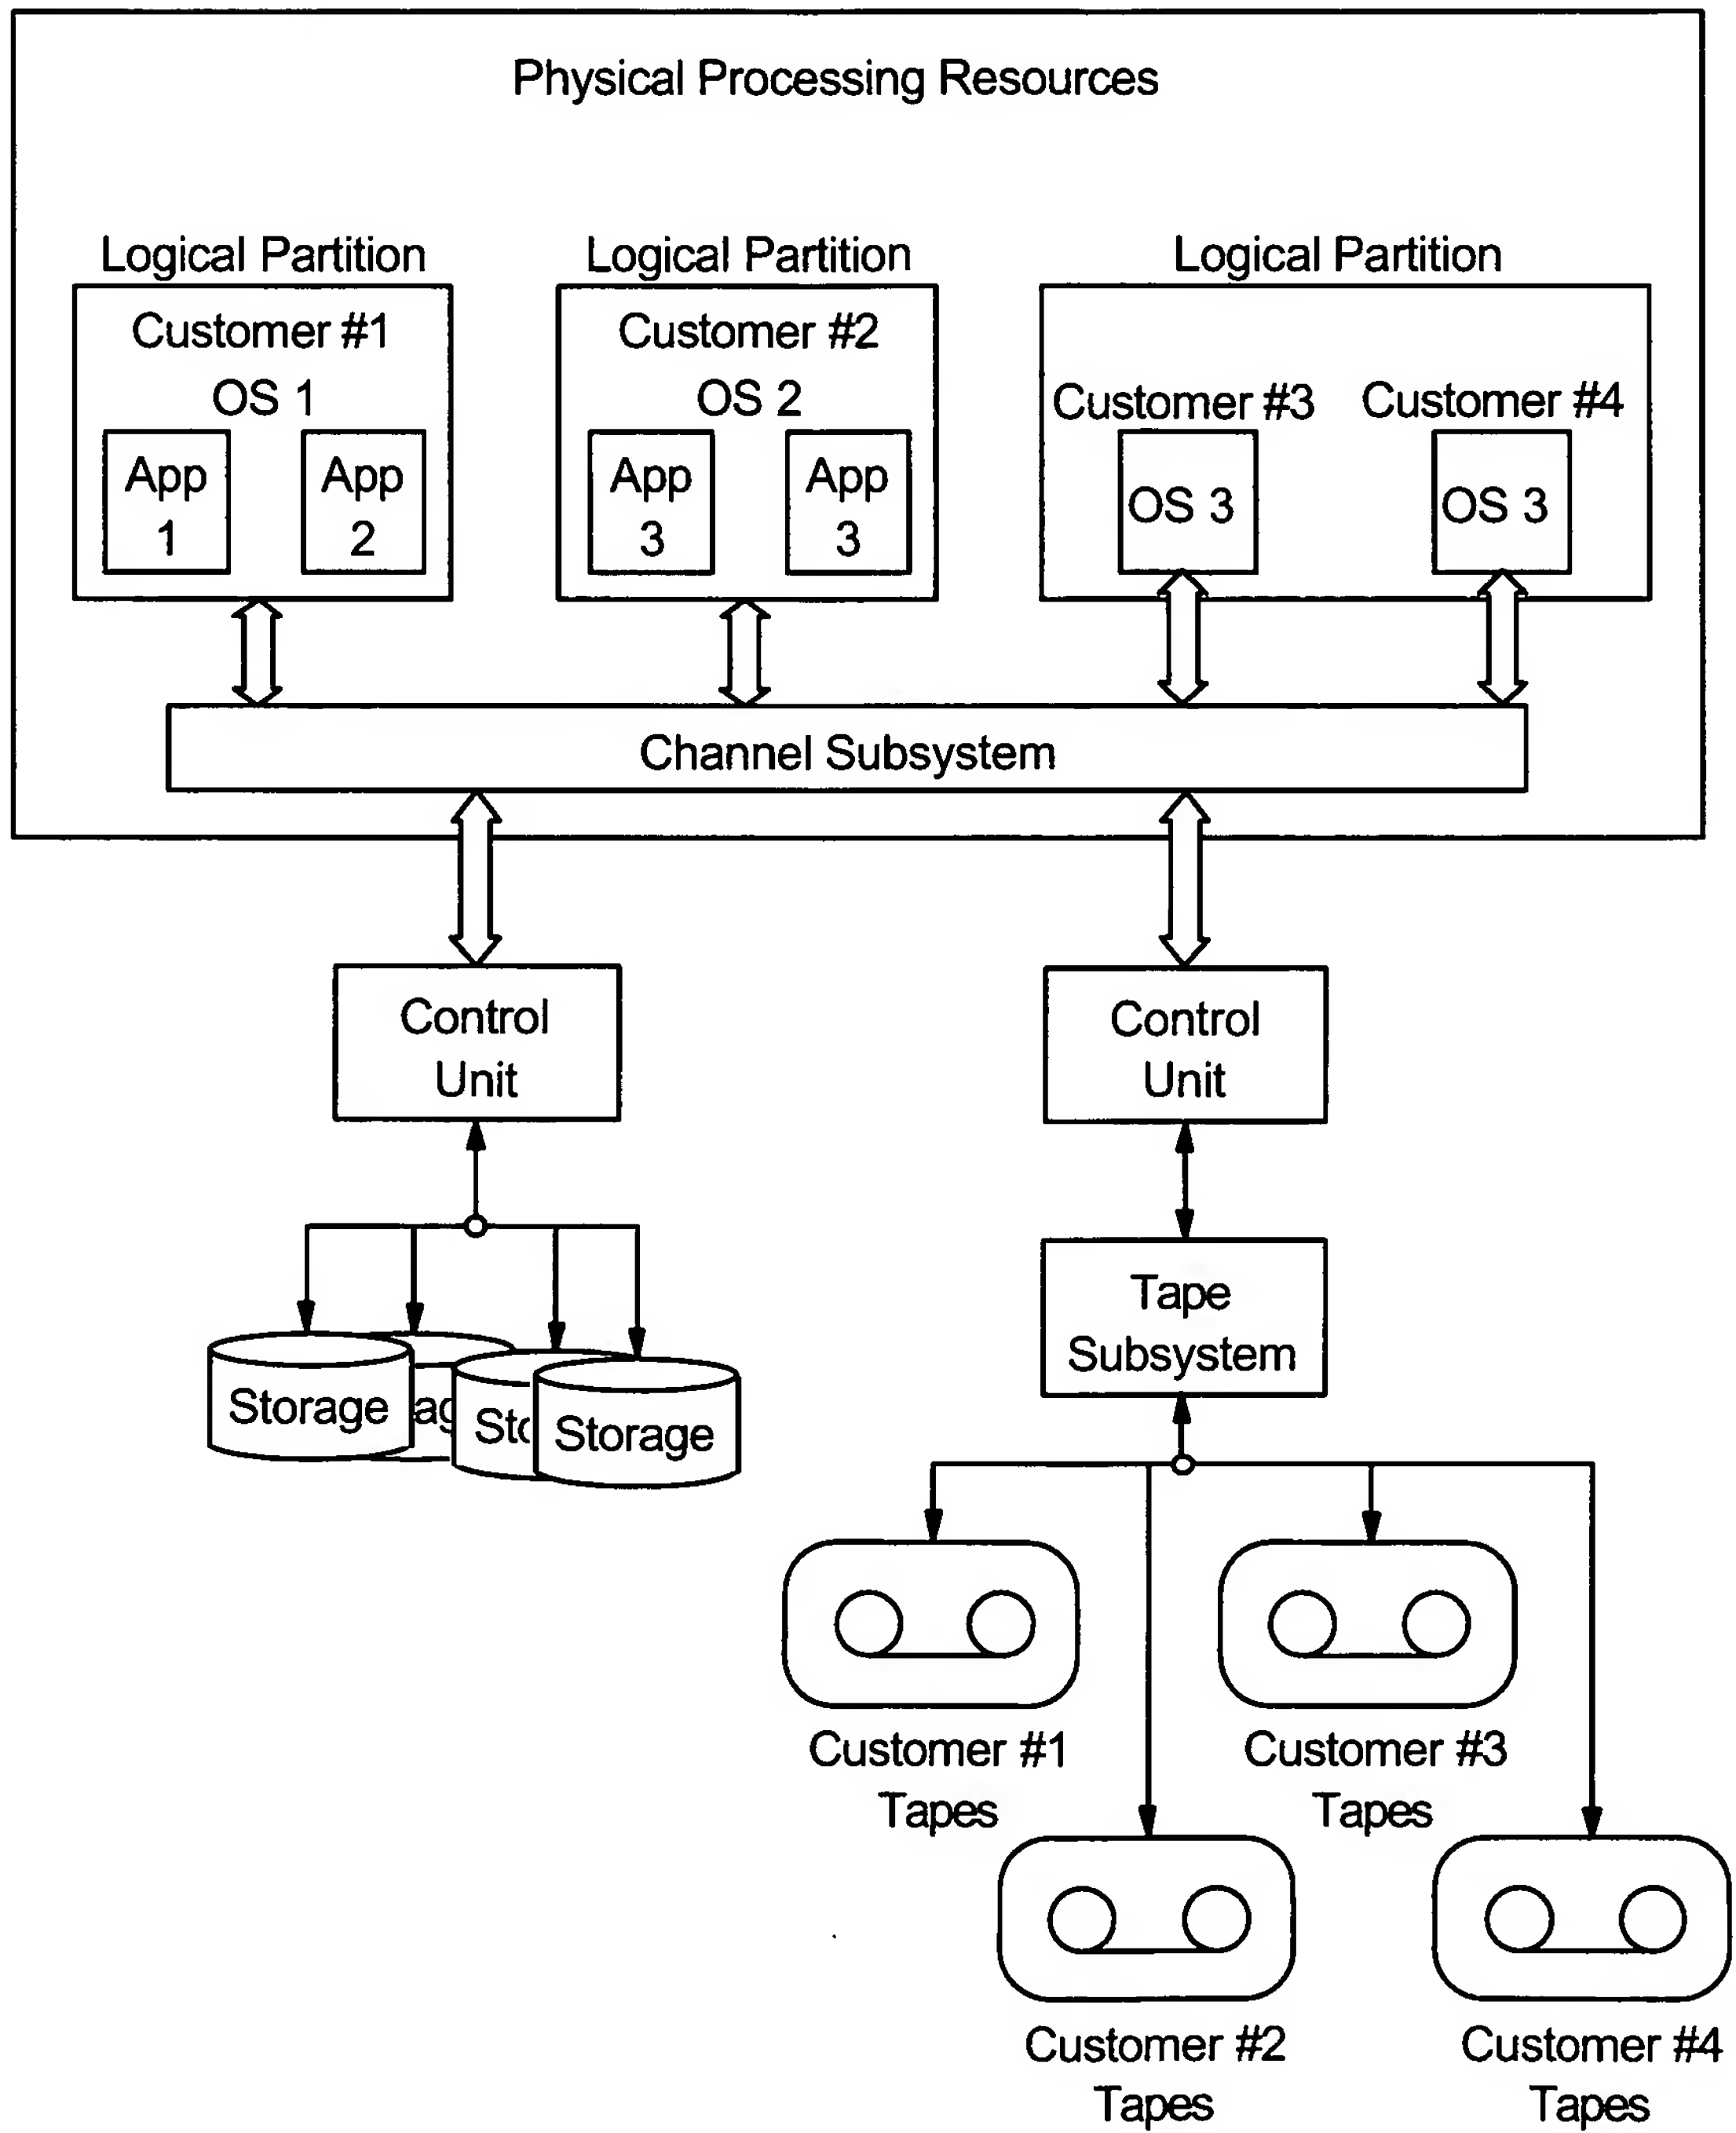 Physical Processing Resources
Logical Partition
Logical Partition
Logical Partition
Customer #1
OS 1
App
1
App
2
Customer #2
OS 2
App
3
App
3
Customer #3
Customer #4
OS 3
OS 3
Channel Subsystem
Control
Unit
Control
Unit
Tape
Subsystem
Storage
Storage
Customer #1
Tapes
Customer #3
Tapes
Customer #2
Tapes
Customer #4
Tapes